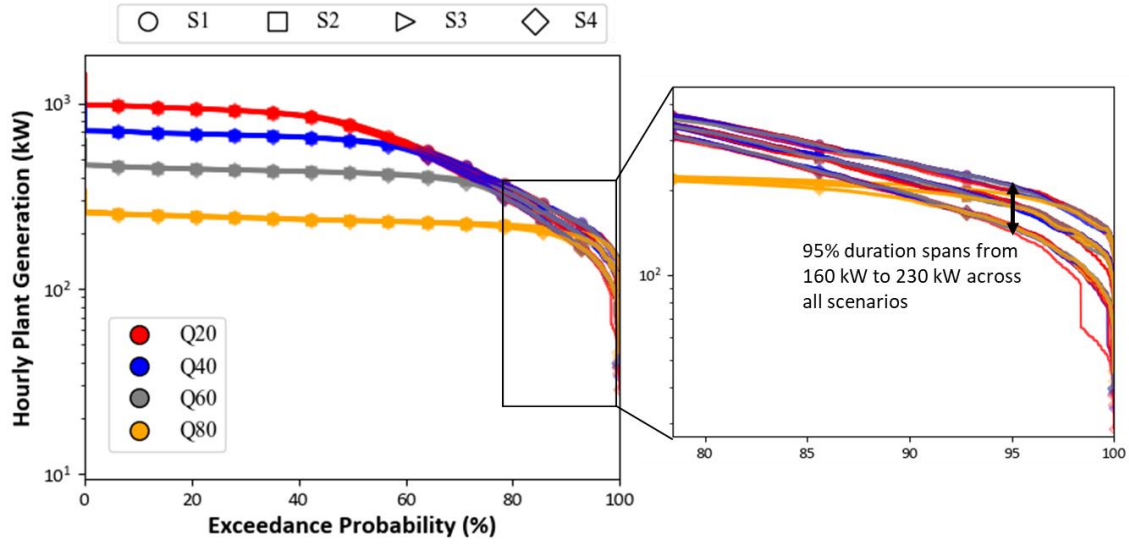 S1 S2 S3 S4
Hourly Plant Generation (kW)
10³
10²
10¹
Q20
Q40
Q60
Q80
0 20 40 60 80 100
Exceedance Probability (%)
10²
95% duration spans from
160 kW to 230 kW across
all scenarios
80 85 90 95 100